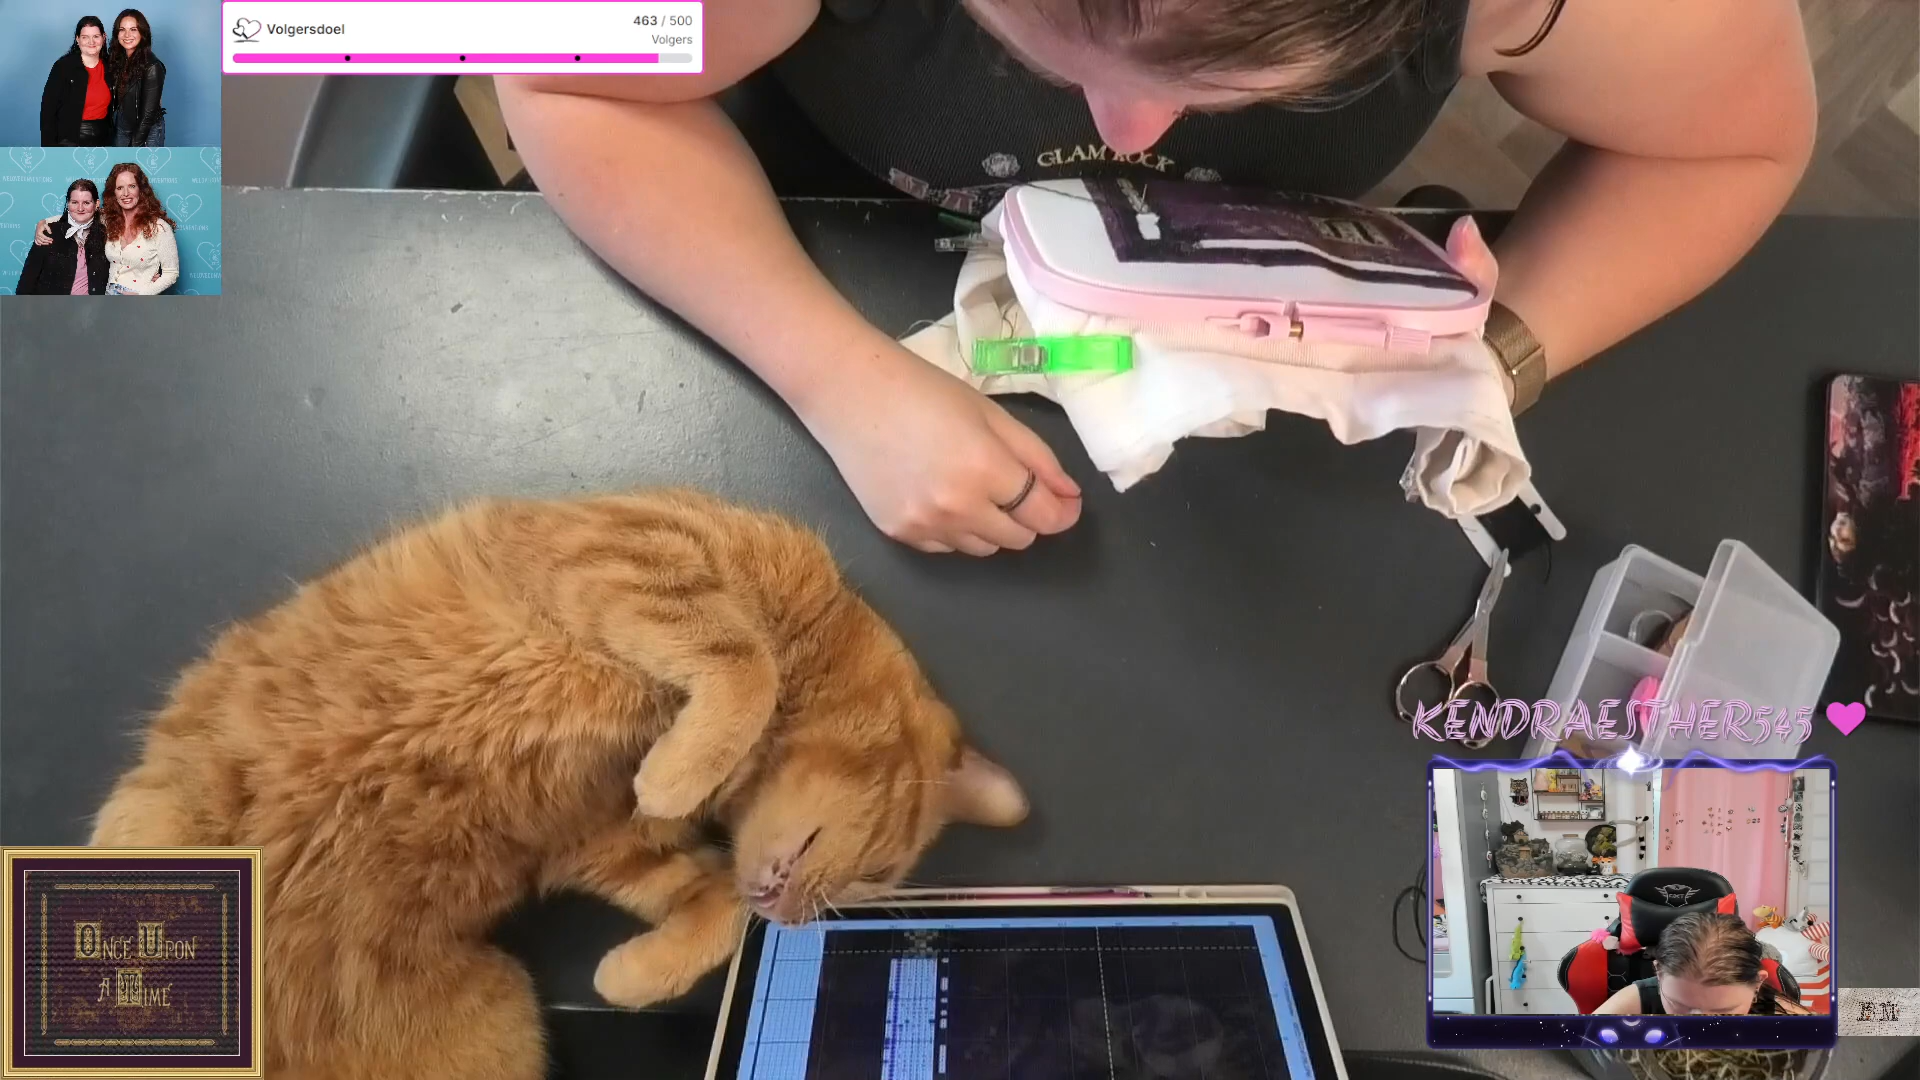 Volgersdoel
463 / 500
Volgers
GLAM ROCK
KENDRAESTHER545
ONCE UPON
A TIME